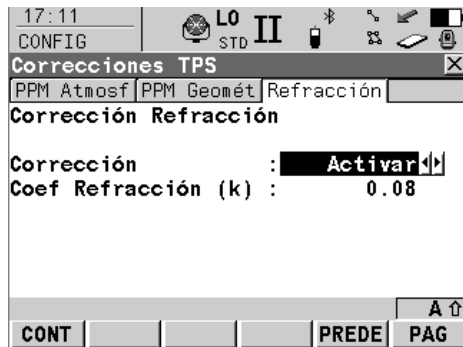 17:11
CONFIG
LO
STD II
Correcciones TPS
PPM Atmosf PPM Geomét Refracción
Corrección Refracción
Corrección : Activar
Coef Refracción (k) : 0.08
A
CONT PREDE PAG